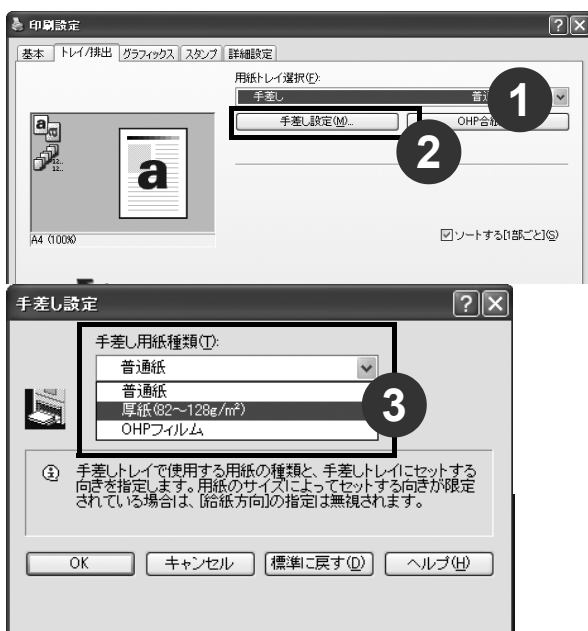 印刷設定
基本 トレイ/排出 グラフィックス スタンプ 詳細設定
用紙トレイ選択(F):
手差し
1
手差し設定(M)...
2
a
A4 (100%)
ソートする[1部ごと](S)
手差し設定
手差し用紙種類(T):
普通紙
普通紙
厚紙(82～128g/m²)
OHPフィルム
3
手差しトレイで使用する用紙の種類と、手差しトレイにセットする
向きを指定します。用紙のサイズによってセットする向きが限定
されている場合は、[給紙方向]の指定は無視されます。
OK キャンセル 標準に戻す(D) ヘルプ(H)